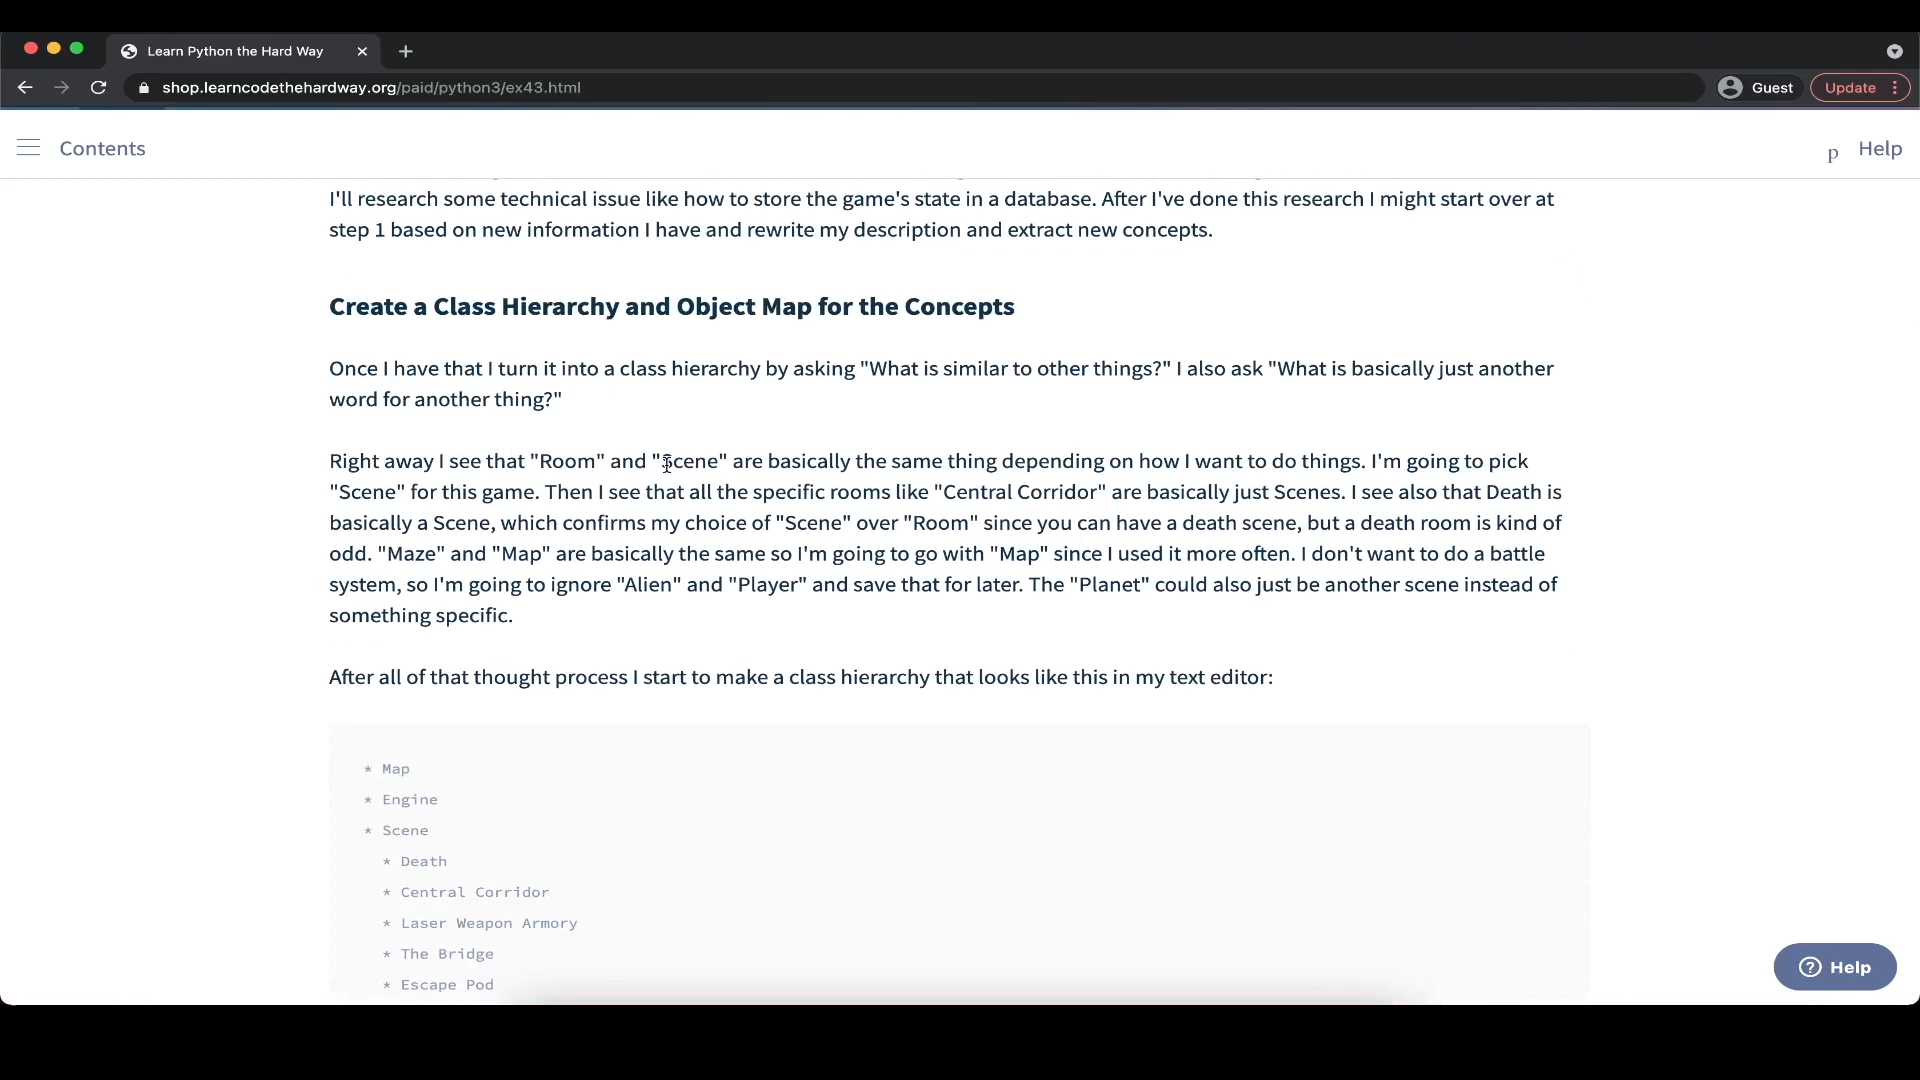 Learn Python the Hard Way
shop.learncodethehardway.org/paid/python3/ex43.html
Guest
Update
Contents
p Help
I'll research some technical issue like how to store the game's state in a database. After I've done this research I might start over at
step 1 based on new information I have and rewrite my description and extract new concepts.
Create a Class Hierarchy and Object Map for the Concepts
Once I have that I turn it into a class hierarchy by asking "What is similar to other things?" I also ask "What is basically just another
word for another thing?"
Right away I see that "Room" and "Scene" are basically the same thing depending on how I want to do things. I'm going to pick
"Scene" for this game. Then I see that all the specific rooms like "Central Corridor" are basically just Scenes. I see also that Death is
basically a Scene, which confirms my choice of "Scene" over "Room" since you can have a death scene, but a death room is kind of
odd. "Maze" and "Map" are basically the same so I'm going to go with "Map" since I used it more often. I don't want to do a battle
system, so I'm going to ignore "Alien" and "Player" and save that for later. The "Planet" could also just be another scene instead of
something specific.
After all of that thought process I start to make a class hierarchy that looks like this in my text editor:
* Map
* Engine
* Scene
* Death
* Central Corridor
* Laser Weapon Armory
* The Bridge
* Escape Pod
Help